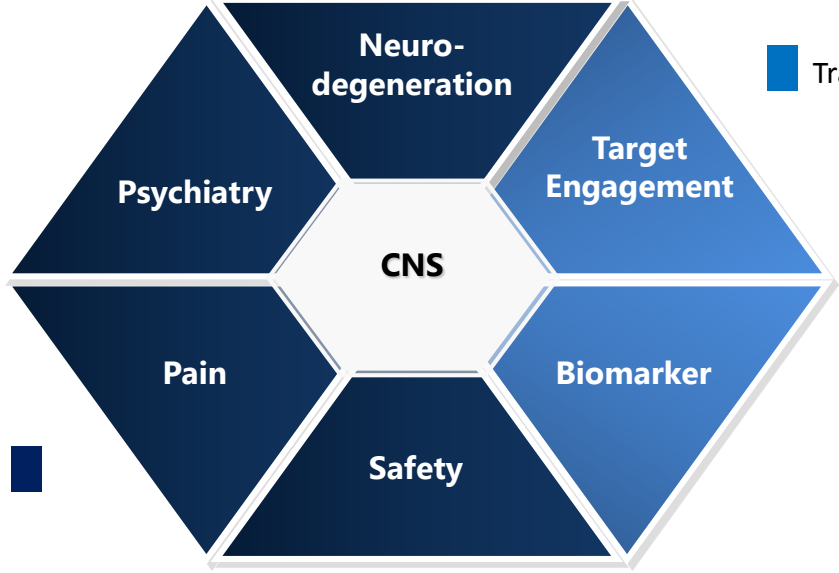 Neuro-
degeneration
Target
Engagement
Psychiatry
CNS
Pain
Biomarker
Safety